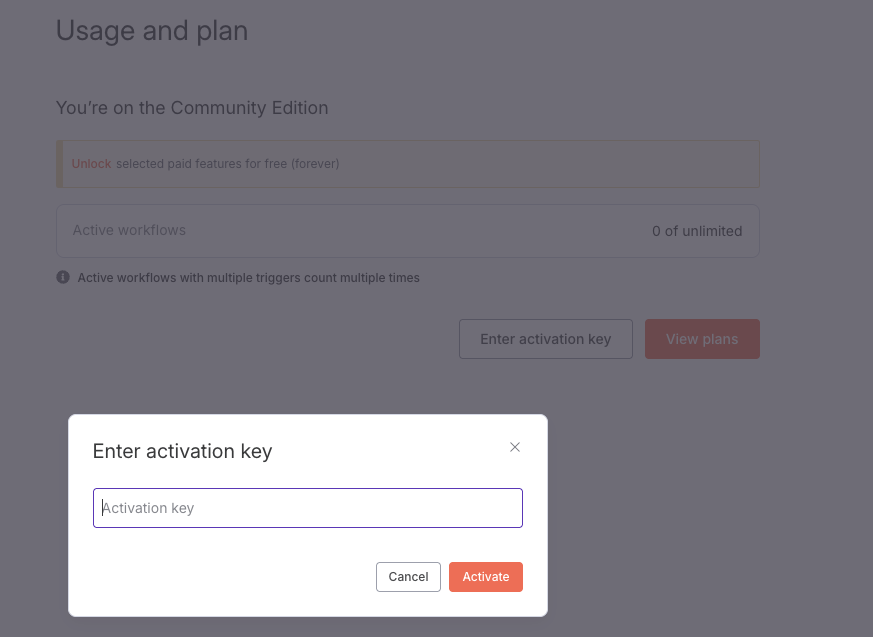 Usage and plan
You’re on the Community Edition
Unlock selected paid features for free (forever)
Active workflows 0 of unlimited
Active workflows with multiple triggers count multiple times
Enter activation key View plans
Enter activation key
Activation key
Cancel Activate